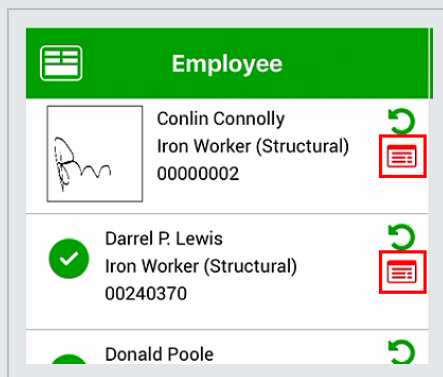 Employee
Conlin Connolly
Iron Worker (Structural)
00000002
Darrel P. Lewis
Iron Worker (Structural)
00240370
Donald Poole